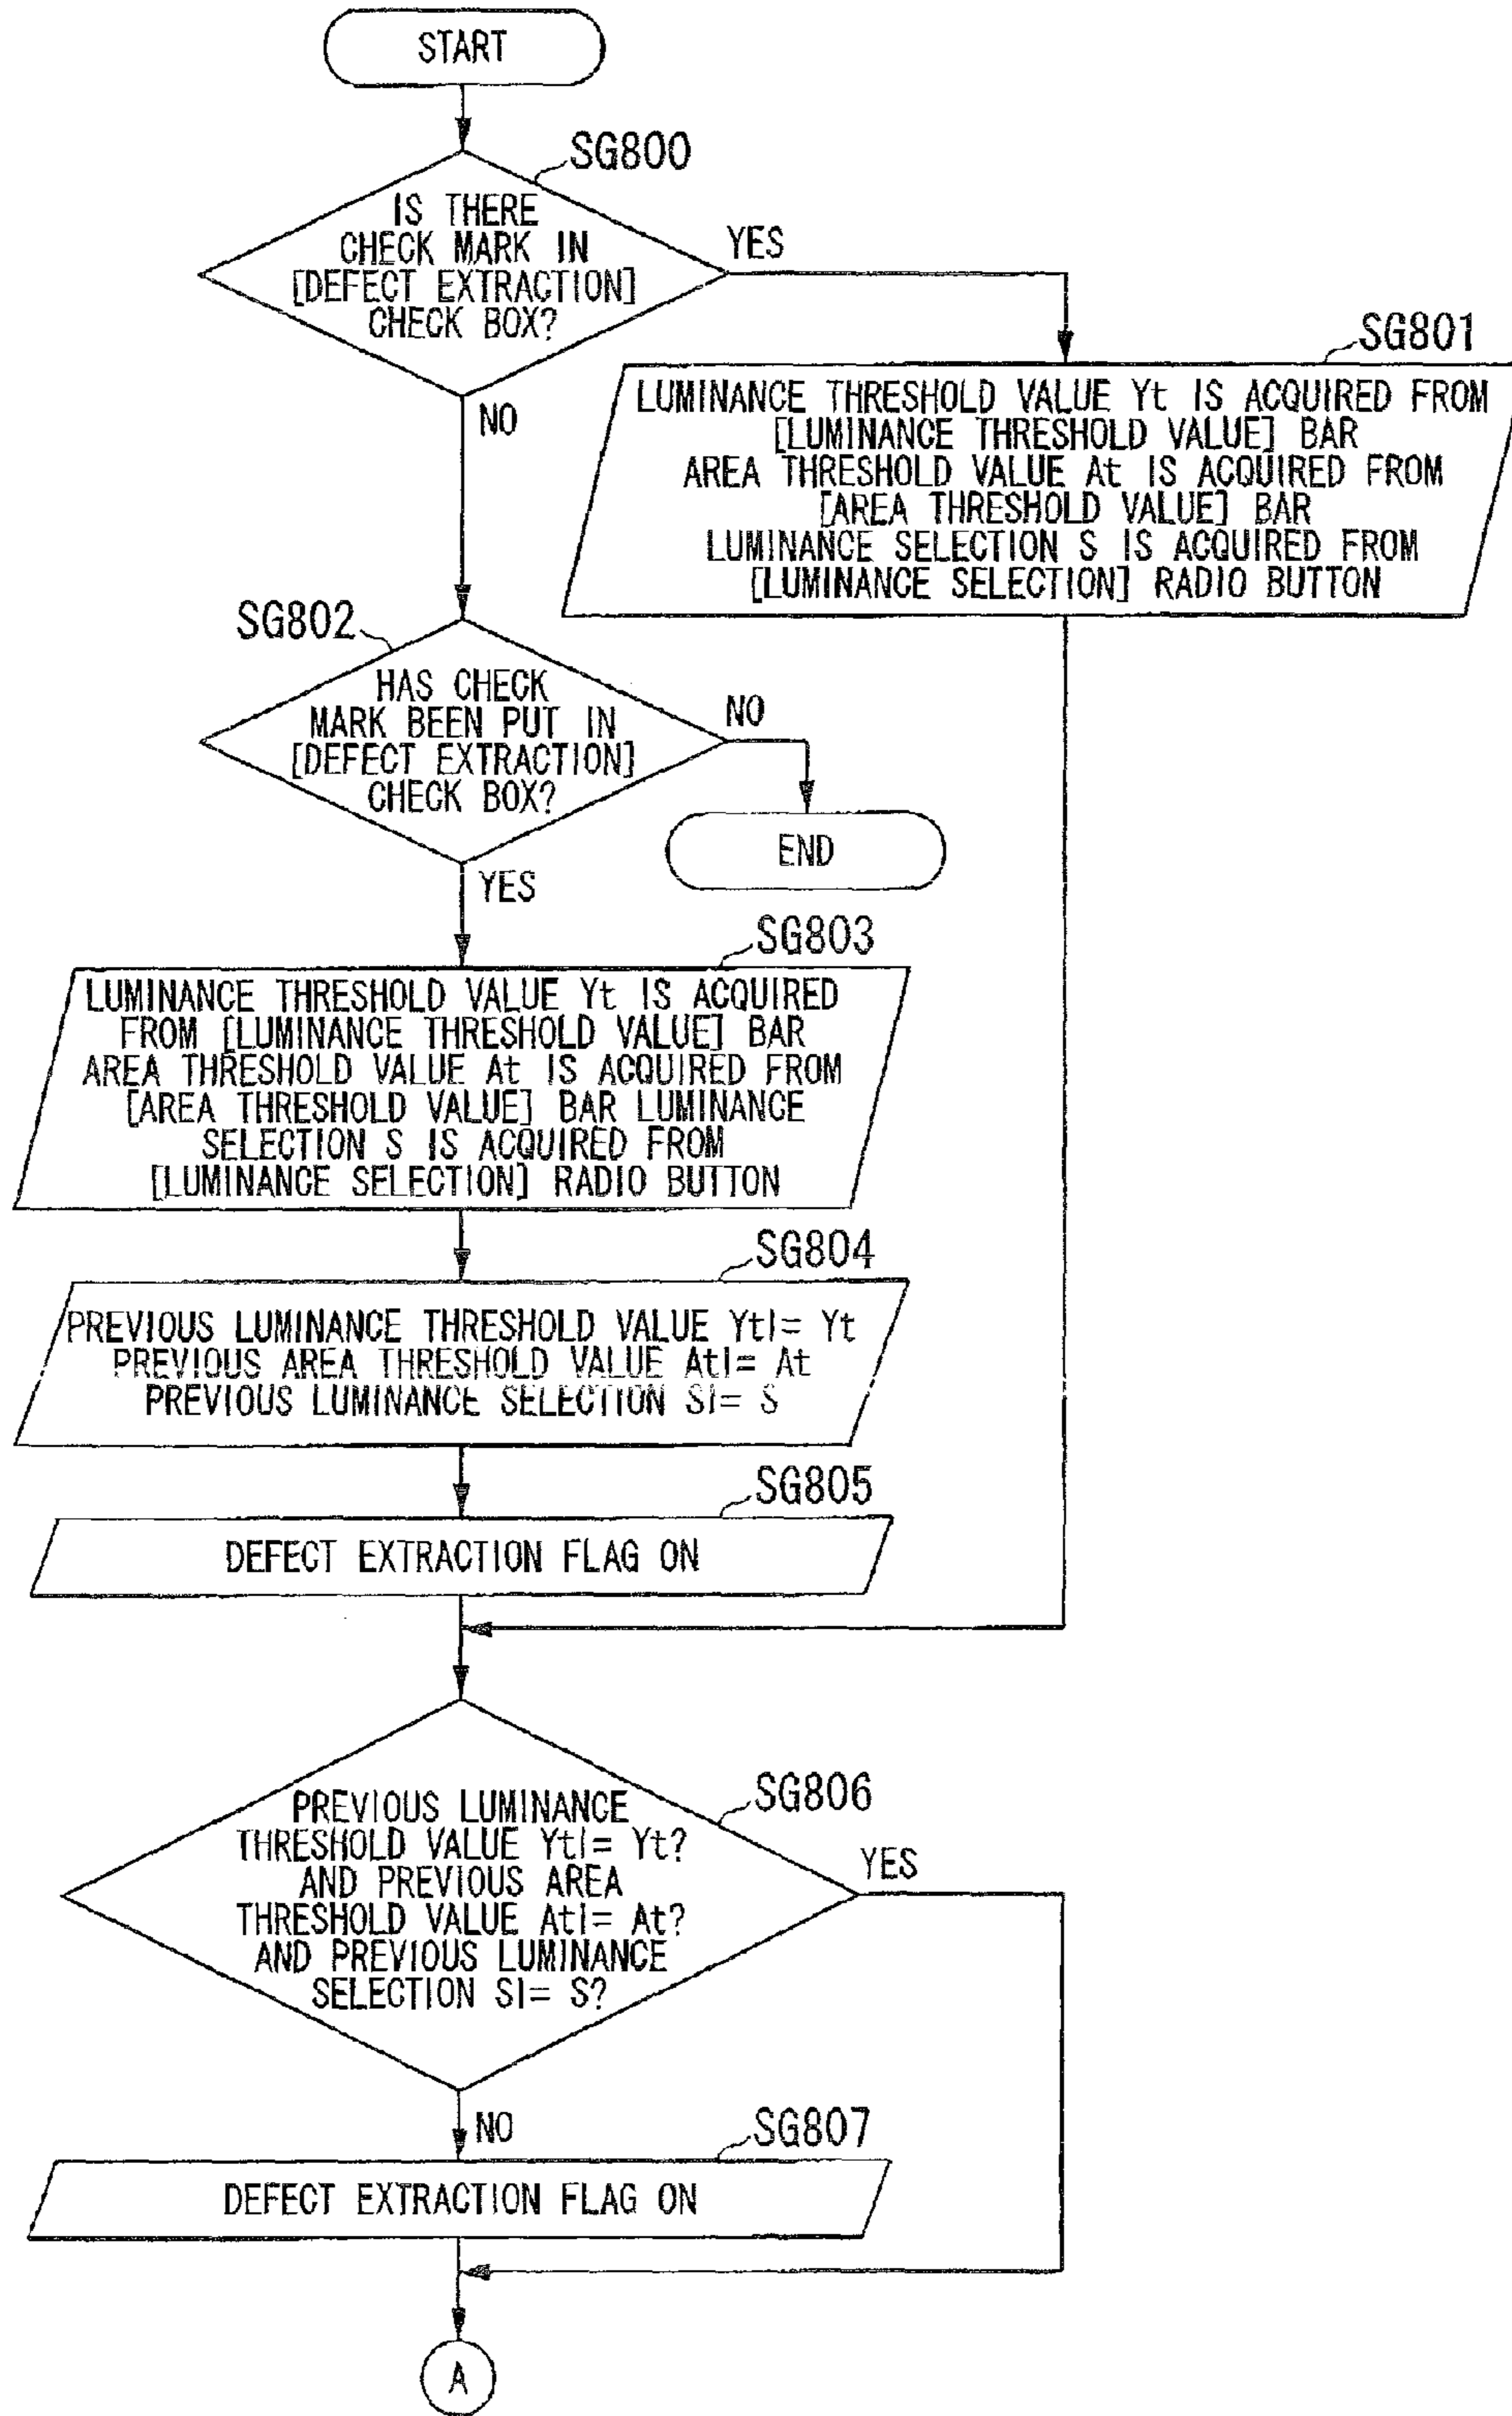 START
SG800
IS THERE
CHECK MARK IN
[DEFECT EXTRACTION]
CHECK BOX?
YES
NO
SG801
LUMINANCE THRESHOLD VALUE Yt IS ACQUIRED FROM
[LUMINANCE THRESHOLD VALUE] BAR
AREA THRESHOLD VALUE At IS ACQUIRED FROM
[AREA THRESHOLD VALUE] BAR
LUMINANCE SELECTION S IS ACQUIRED FROM
[LUMINANCE SELECTION] RADIO BUTTON
SG802
HAS CHECK
MARK BEEN PUT IN
[DEFECT EXTRACTION]
CHECK BOX?
NO
END
YES
SG803
LUMINANCE THRESHOLD VALUE Yt IS ACQUIRED
FROM [LUMINANCE THRESHOLD VALUE] BAR
AREA THRESHOLD VALUE At IS ACQUIRED FROM
[AREA THRESHOLD VALUE] BAR LUMINANCE
SELECTION S IS ACQUIRED FROM
[LUMINANCE SELECTION] RADIO BUTTON
SG804
PREVIOUS LUMINANCE THRESHOLD VALUE Ytl= Yt
PREVIOUS AREA THRESHOLD VALUE Atl= At
PREVIOUS LUMINANCE SELECTION Sl= S
SG805
DEFECT EXTRACTION FLAG ON
SG806
PREVIOUS LUMINANCE
THRESHOLD VALUE Ytl= Yt?
AND PREVIOUS AREA
THRESHOLD VALUE Atl= At?
AND PREVIOUS LUMINANCE
SELECTION Sl= S?
YES
NO
SG807
DEFECT EXTRACTION FLAG ON
A